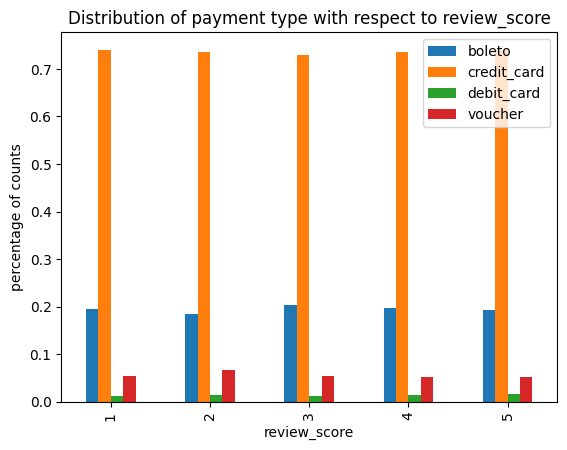 Distribution of payment type with respect to review_score
boleto
credit_card
debit_card
voucher
percentage of counts
0.7
0.6
0.5
0.4
0.3
0.2
0.1
0.0
1
2
3
4
5
review_score